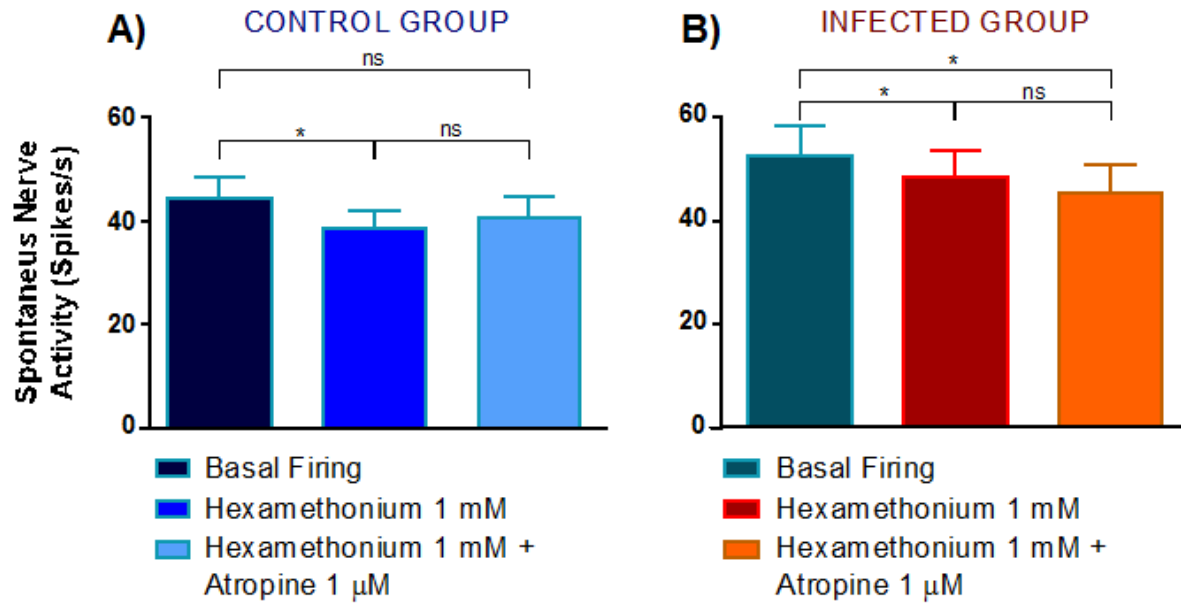 A)
CONTROL GROUP
ns
*
ns
Spontaneus Nerve
Activity (Spikes/s)
60
40
20
0
Basal Firing
Hexamethonium 1 mM
Hexamethonium 1 mM +
Atropine 1 μM
B)
INFECTED GROUP
*
*
ns
60
40
20
0
Basal Firing
Hexamethonium 1 mM
Hexamethonium 1 mM +
Atropine 1 μM